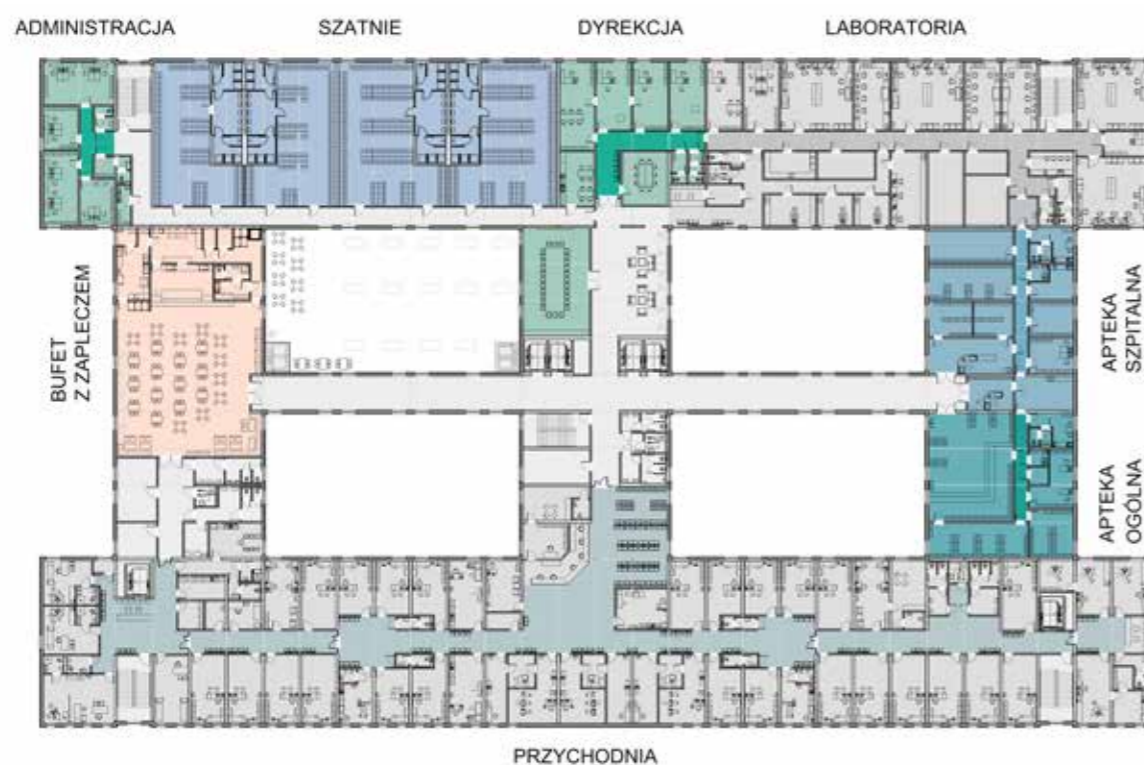 ADMINISTRACJA
SZATNIE
DYREKCJA
LABORATORIA
BUFET
Z ZAPLECZEM
APTEKA
SZPITALNA
APTEKA
OGÓLNA
PRZYCHODNIA